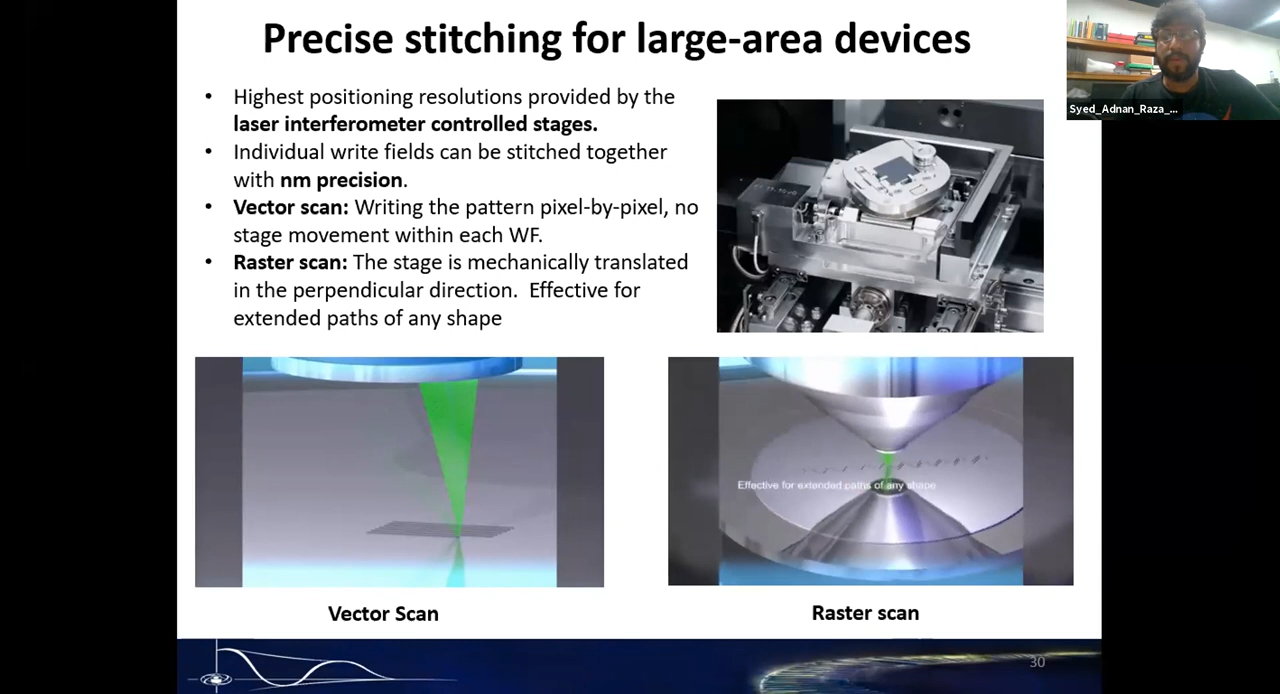 Precise stitching for large-area devices
• Highest positioning resolutions provided by the
laser interferometer controlled stages.
• Individual write fields can be stitched together
with nm precision.
• Vector scan: Writing the pattern pixel-by-pixel, no
stage movement within each WF.
• Raster scan: The stage is mechanically translated
in the perpendicular direction.  Effective for
extended paths of any shape
Syed_Adnan_Raza_...
Effective for extended paths of any shape
Vector Scan
Raster scan
30